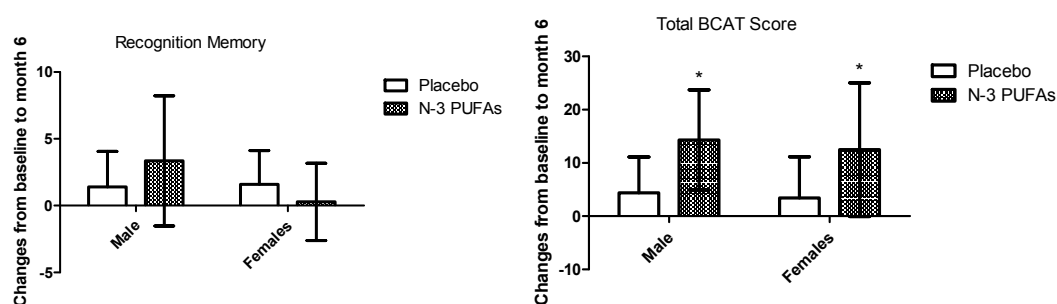 Recognition Memory
Changes from baseline to month 6
10
5
0
-5
Male
Females
Placebo
N-3 PUFAs
Total BCAT Score
Changes from baseline to month 6
30
20
10
0
-10
*
*
Male
Females
Placebo
N-3 PUFAs